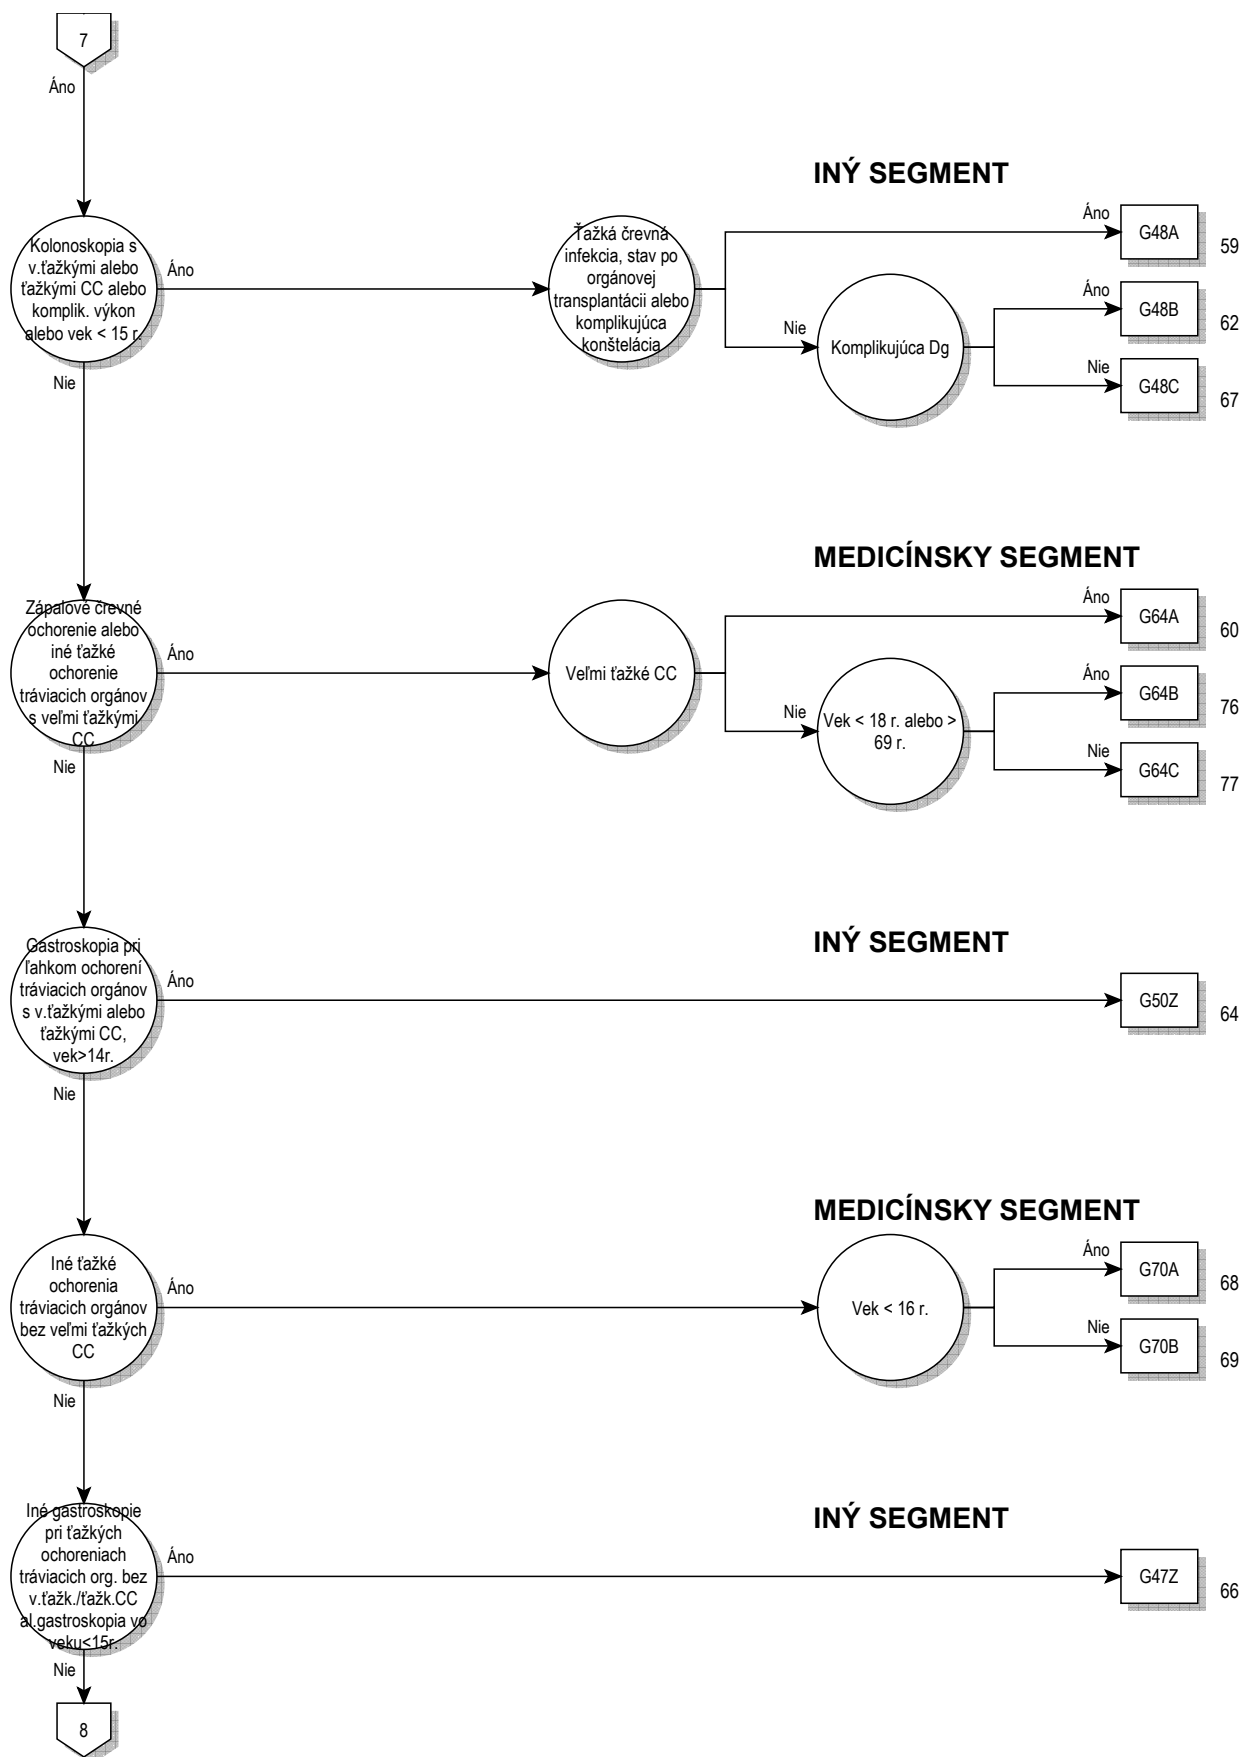 7
Áno
INÝ SEGMENT
Kolonoskopia s
v.ťažkými alebo
ťažkými CC alebo
komplik. výkon
alebo vek < 15 r.
Áno
Nie
Ťažká črevná
infekcia, stav po
orgánovej
transplantácii alebo
komplikujúca
konštelácia
Áno
G48A
59
Nie
Komplikujúca Dg
Áno
G48B
62
Nie
G48C
67
MEDICÍNSKY SEGMENT
Zápalové črevné
ochorenie alebo
iné ťažké
ochorenie
tráviacich orgánov
s veľmi ťažkými
CC
Áno
Nie
Veľmi ťažké CC
Áno
G64A
60
Nie
Vek < 18 r. alebo >
69 r.
Áno
G64B
76
Nie
G64C
77
INÝ SEGMENT
Gastroskopia pri
ľahkom ochorení
tráviacich orgánov
s v.ťažkými alebo
ťažkými CC,
vek>14r.
Áno
Nie
G50Z
64
MEDICÍNSKY SEGMENT
Iné ťažké
ochorenia
tráviacich orgánov
bez veľmi ťažkých
CC
Áno
Nie
Vek < 16 r.
Áno
G70A
68
Nie
G70B
69
INÝ SEGMENT
Iné gastroskopie
pri ťažkých
ochoreniach
tráviacich org. bez
v.ťažk./ťažk.CC
al.gastroskopia vo
veku<15r.
Áno
Nie
G47Z
66
8